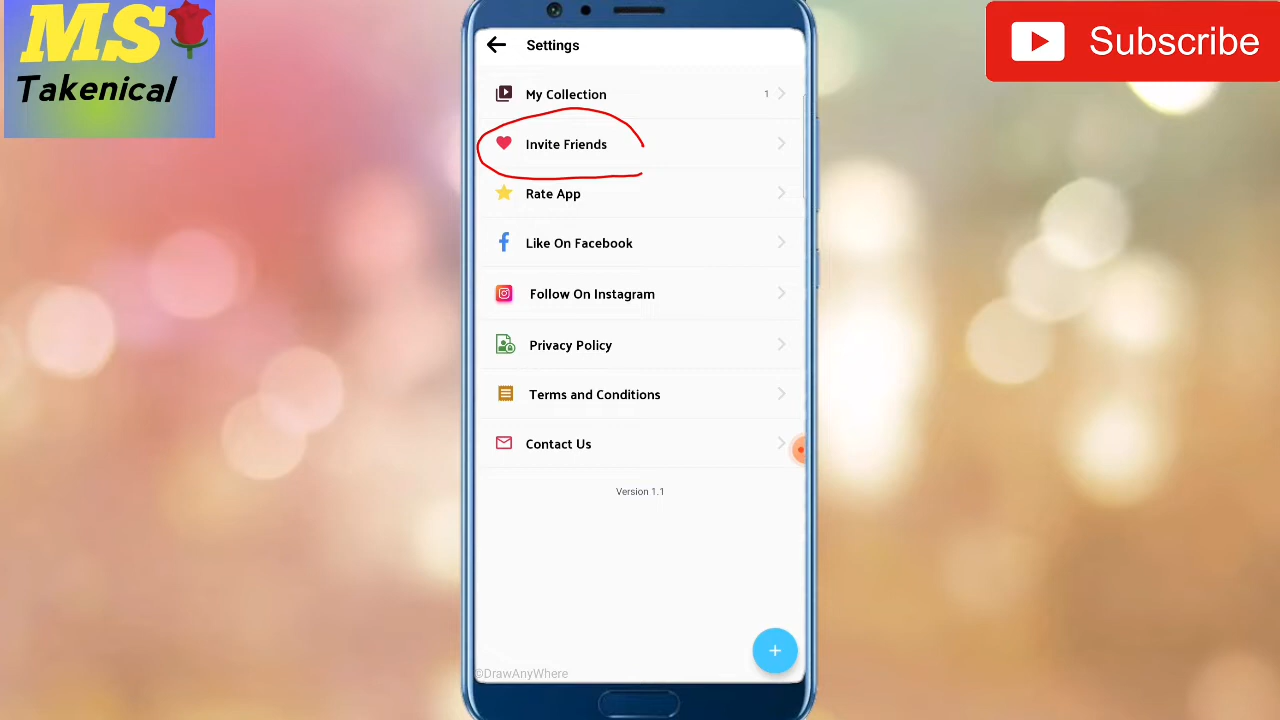 MS
Takenical
Subscribe
Settings
My Collection 1
Invite Friends
Rate App
Like On Facebook
Follow On Instagram
Privacy Policy
Terms and Conditions
Contact Us
Version 1.1
©DrawAnyWhere